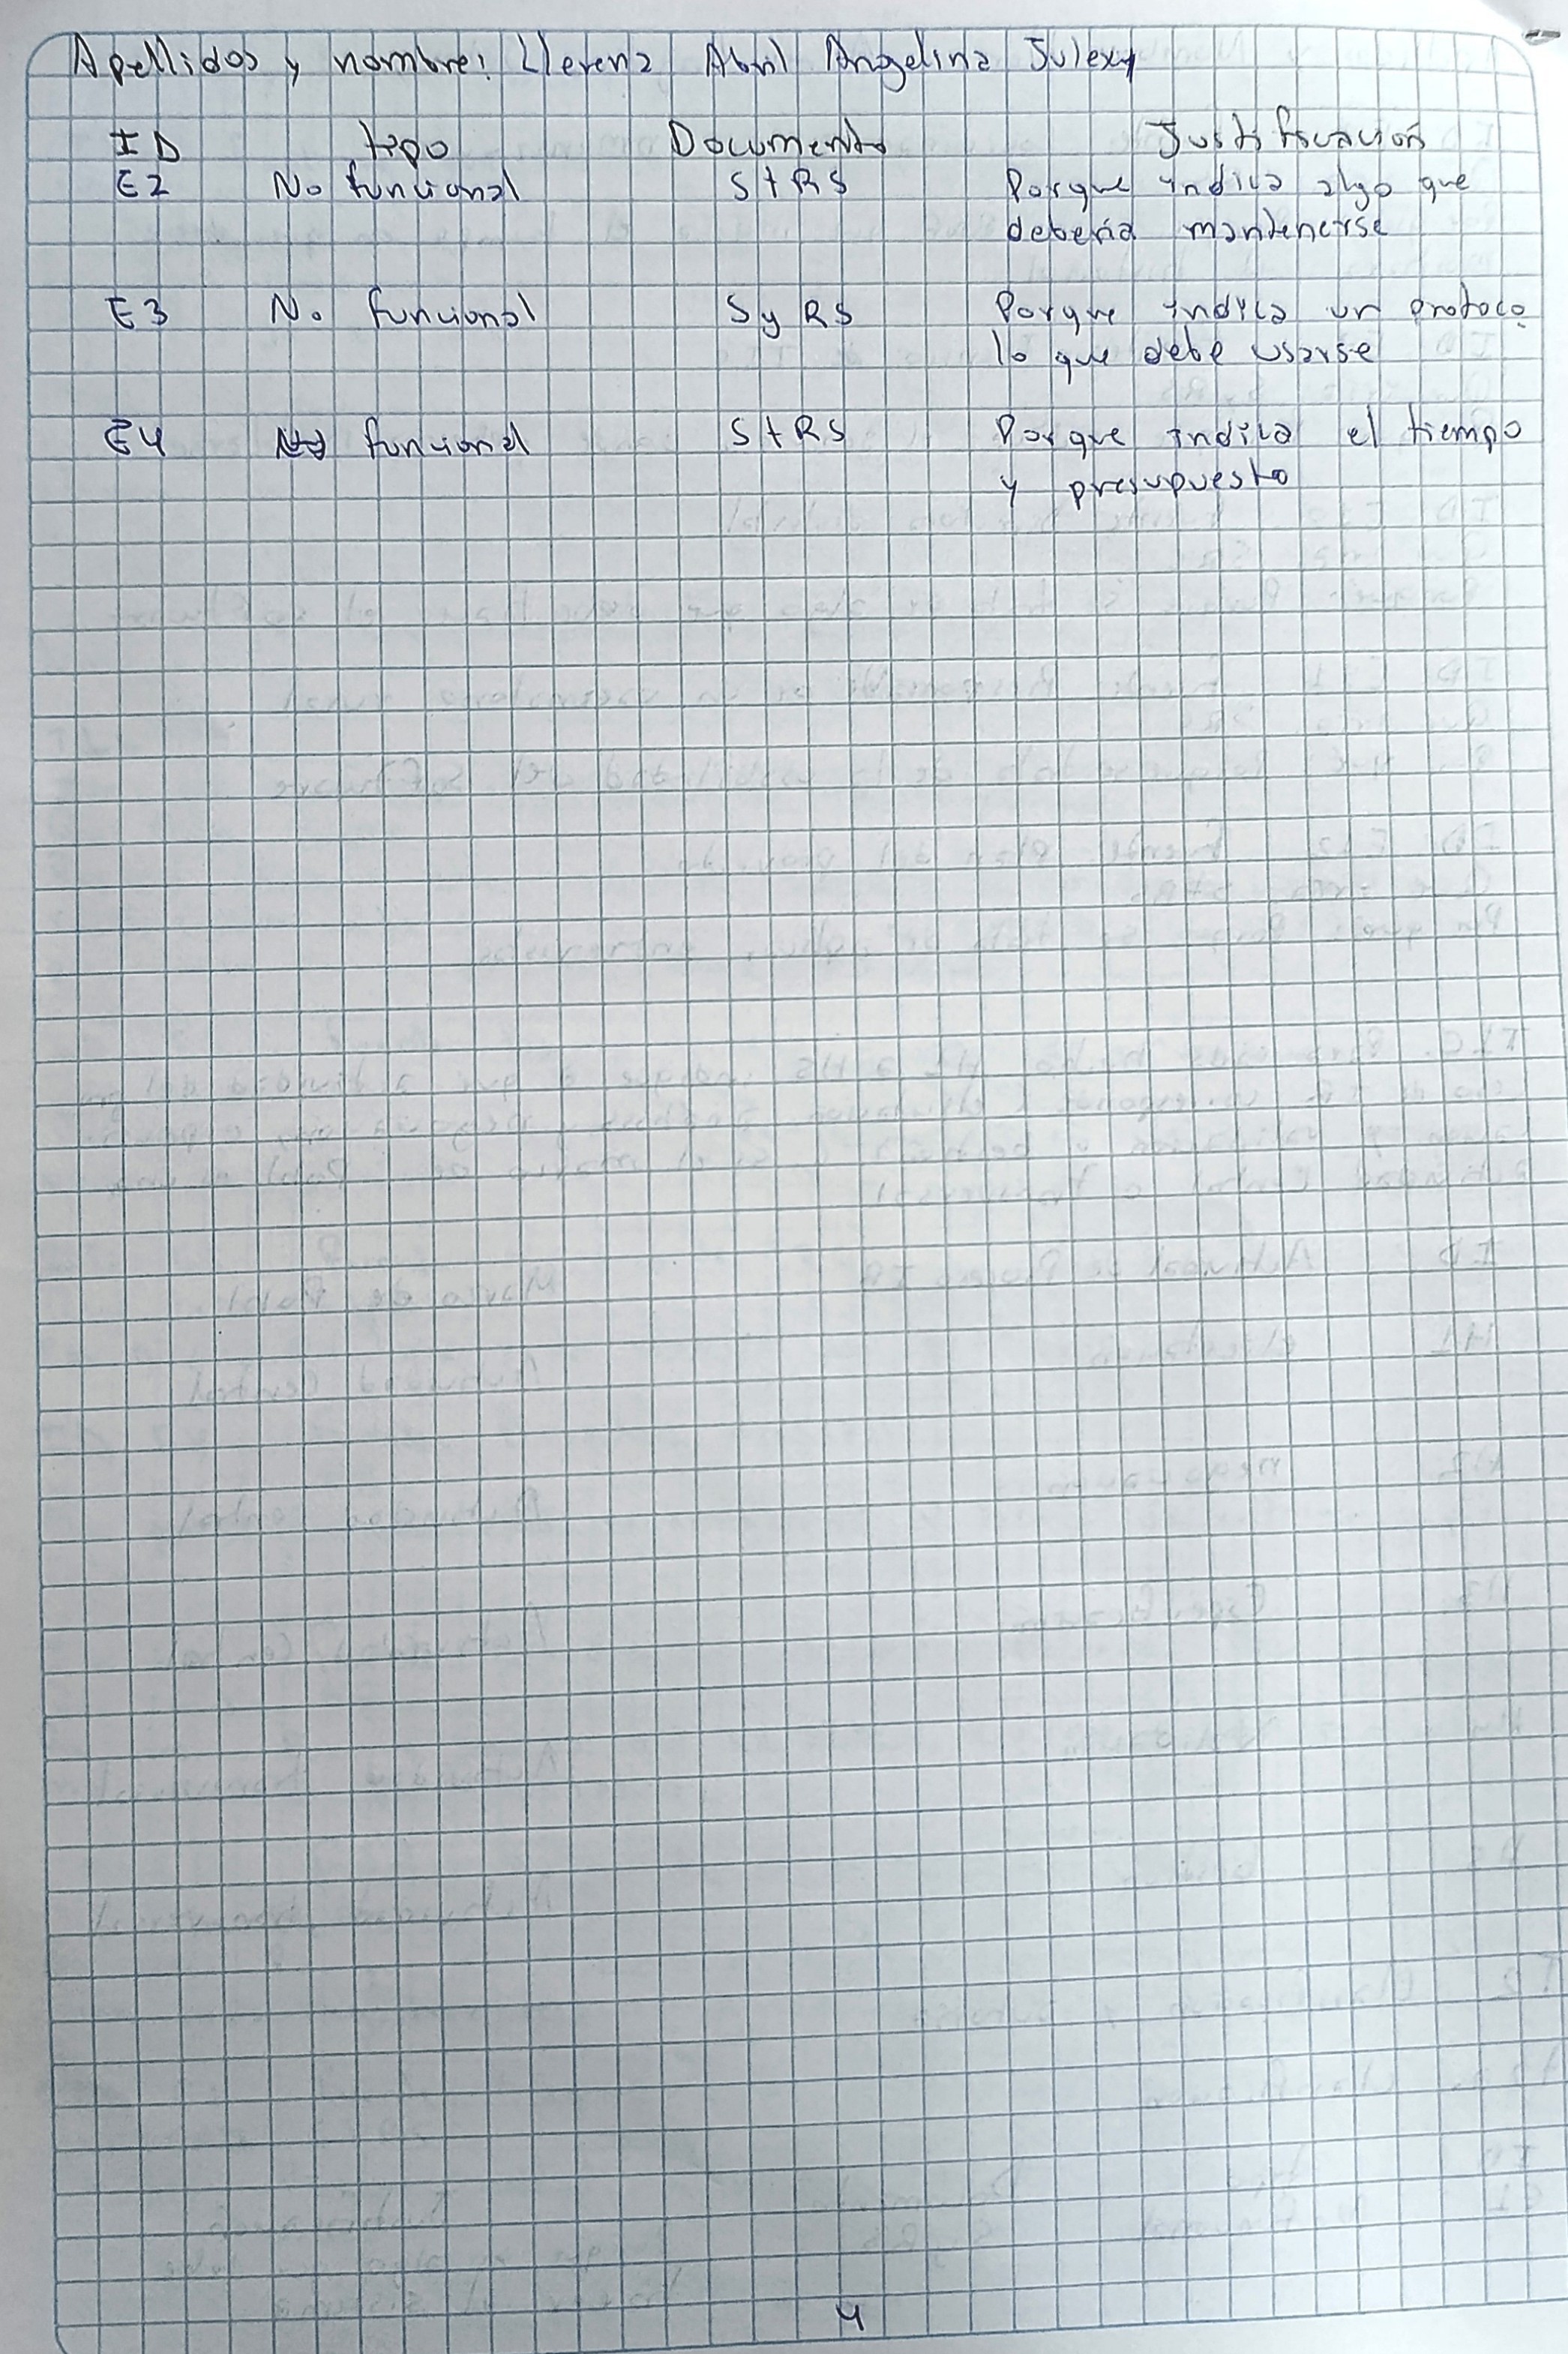 Apellidos y nombre: Llerena Abril Angelina Julexy
ID tipo Documento Justificación
E2 No funcional StRS Porque indica algo que
debería mantenerse
E3 No funcional SyRS Porque indica un protoco
lo que debe usarse
E4 funcional StRS Porque indica el tiempo
y presupuesto
4